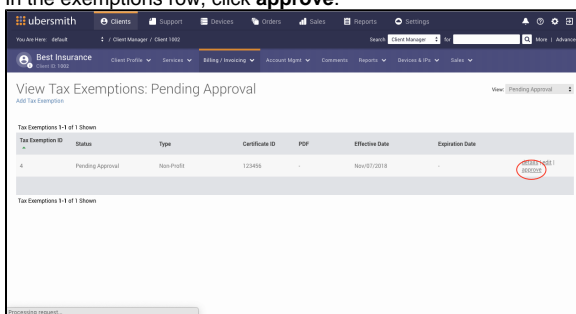 In the exemptions row, click approve.
ubersmith Clients Support Devices Orders Sales Reports Settings
You Are Here: default / Client Manager / Client 1002 Search Client Manager for More | Advanc
Best Insurance Client Profile Services Billing / Invoicing Account Mgmt Comments Reports Devices & IPs Sales
Client ID 1002
View Tax Exemptions: Pending Approval View: Pending Approval
Add Tax Exemption
Tax Exemptions 1-1 of 1 Shown
Tax Exemption ID Status Type Certificate ID PDF Effective Date Expiration Date
4 Pending Approval Non-Profit 123456 - Nov/07/2018 - details | edit |
approve
Tax Exemptions 1-1 of 1 Shown
Processing request...